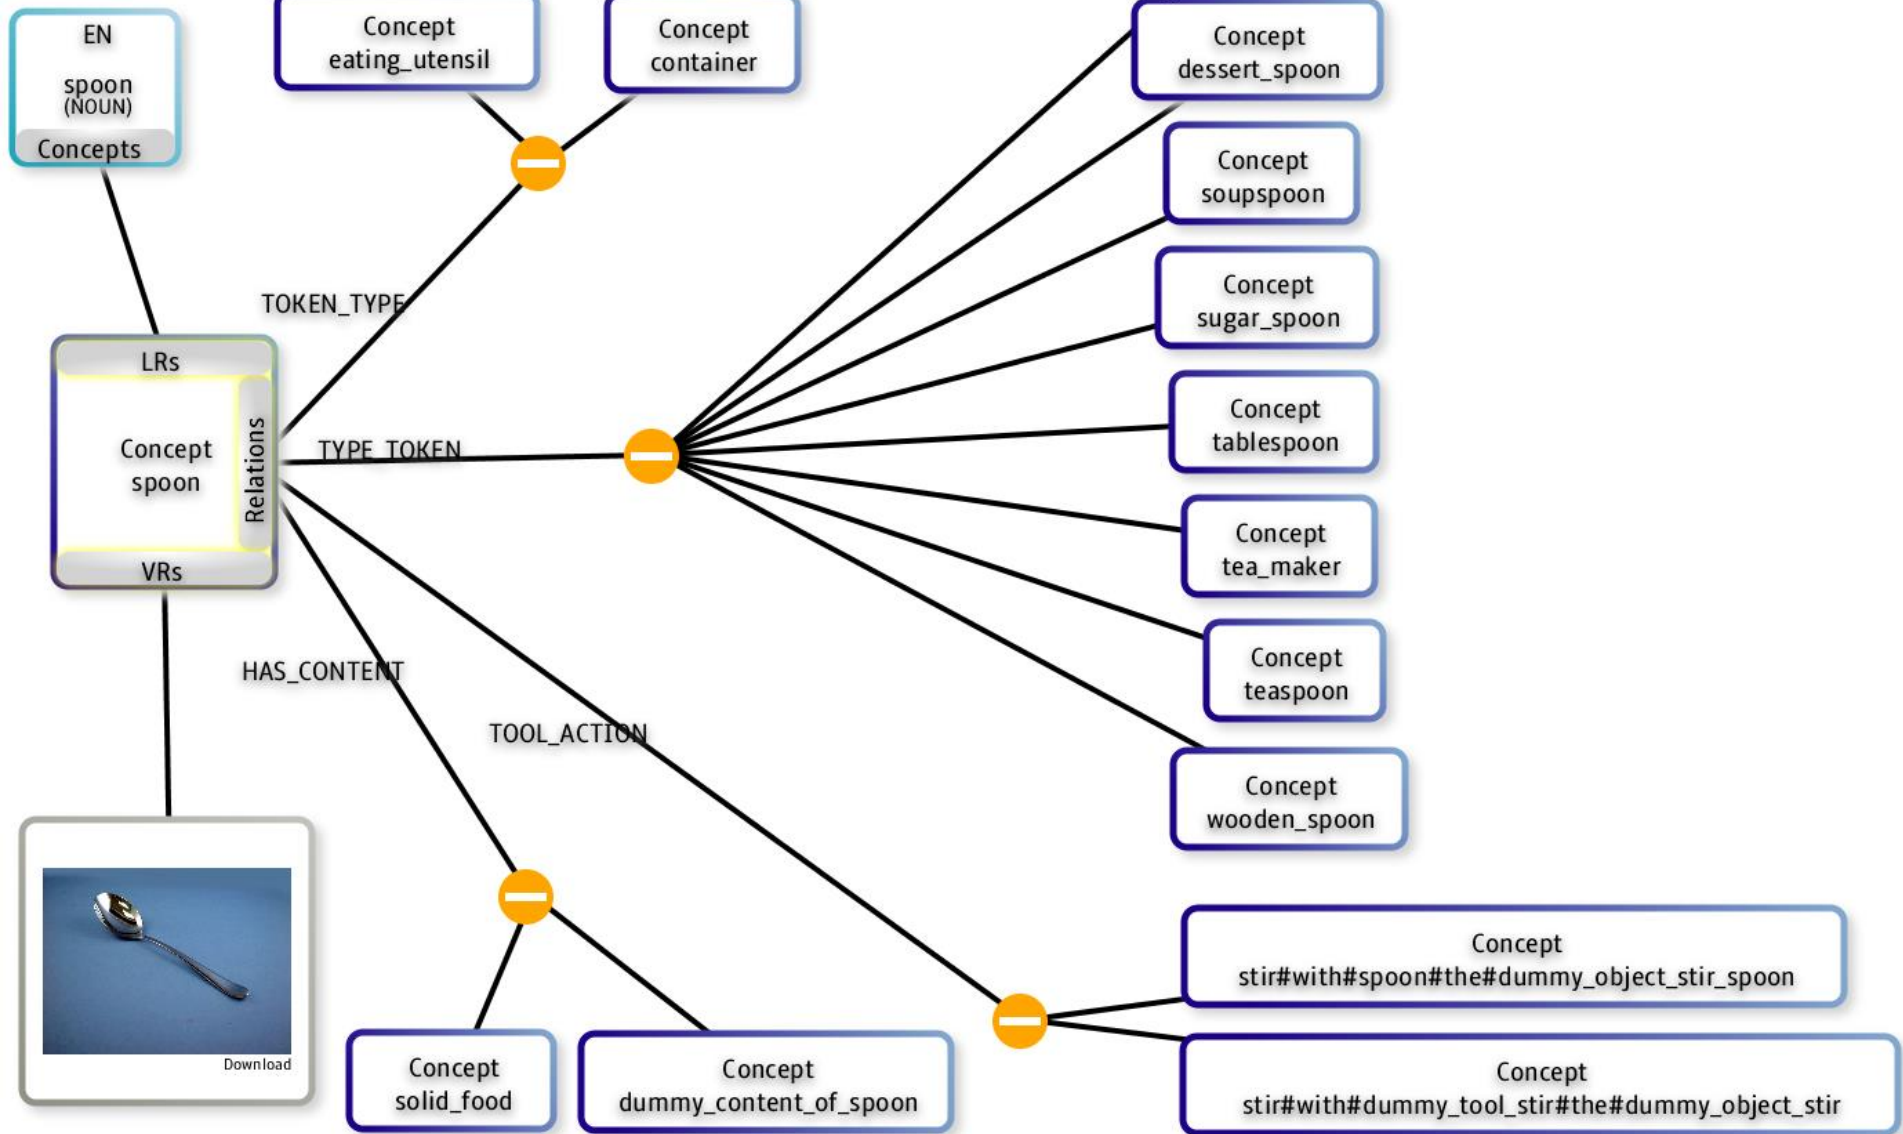 EN
spoon
(NOUN)
Concepts
Concept
eating_utensil
Concept
container
Concept
dessert_spoon
Concept
soupspoon
Concept
sugar_spoon
Concept
tablespoon
Concept
tea_maker
Concept
teaspoon
Concept
wooden_spoon
TOKEN_TYPE
LRs
Concept
spoon
Relations
VRs
TYPE_TOKEN
HAS_CONTENT
TOOL_ACTION
Download
Concept
solid_food
Concept
dummy_content_of_spoon
Concept
stir#with#spoon#the#dummy_object_stir_spoon
Concept
stir#with#dummy_tool_stir#the#dummy_object_stir